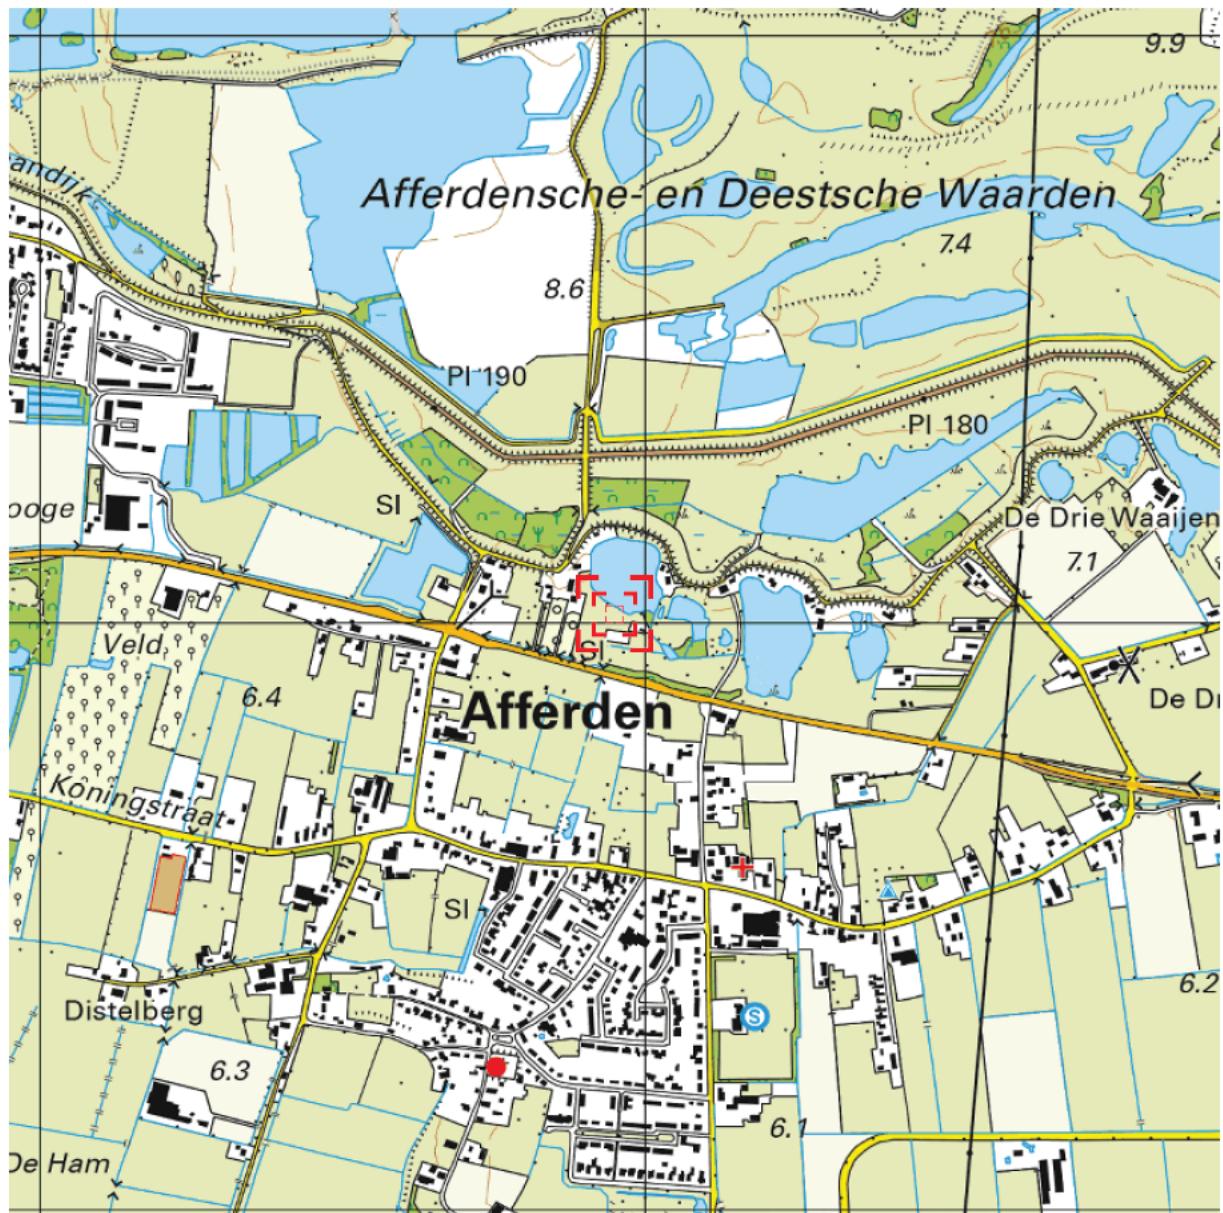 9.9
andijk
Afferdensche- en Deestsche Waarden
7.4
8.6
Pl 190
Pl 180
Sl
ooge
De Drie Waaijen
7.1
Veld
Sl
6.4
Afferden
De Dr
Koningstraat
12
Sl
6.2
Distelberg
S
6.3
6.1
De Ham